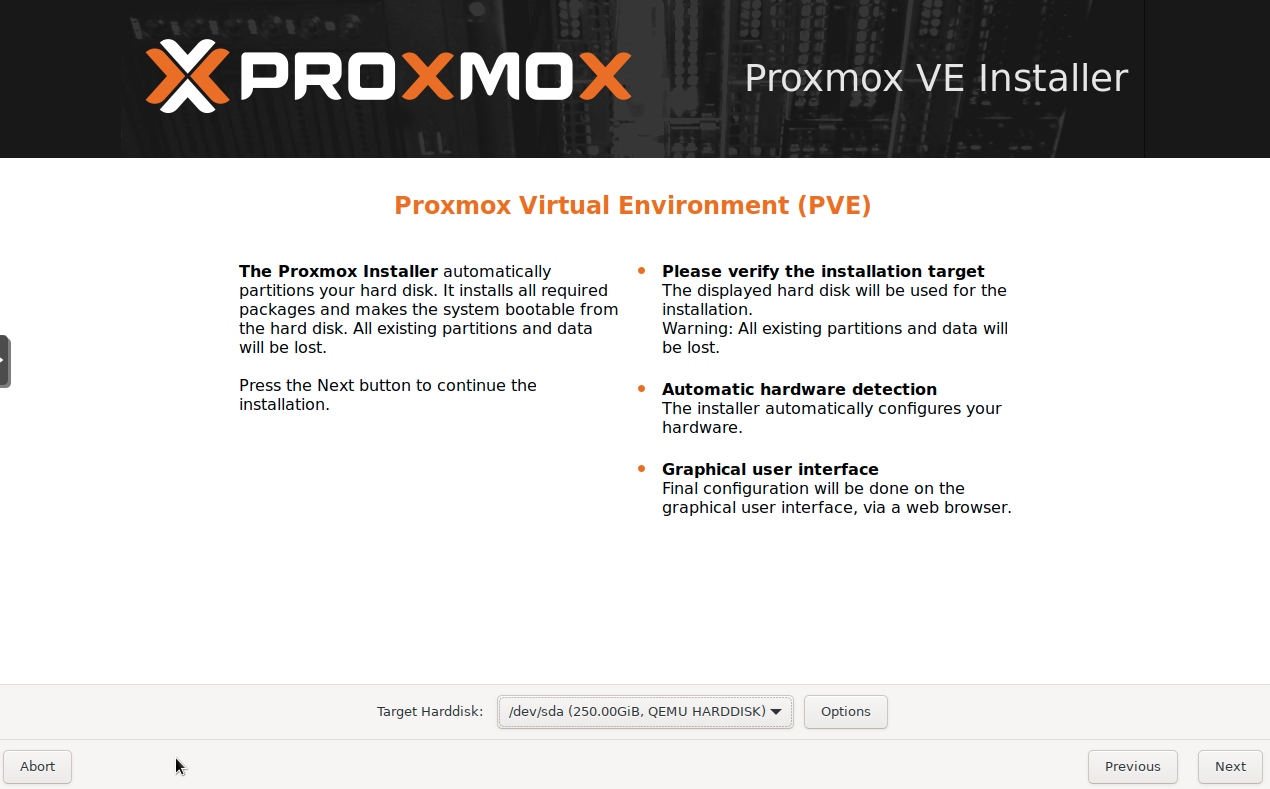 PROXMOX
Proxmox VE Installer
Proxmox Virtual Environment (PVE)
The Proxmox Installer automatically
partitions your hard disk. It installs all required
packages and makes the system bootable from
the hard disk. All existing partitions and data
will be lost.
Press the Next button to continue the
installation.
Please verify the installation target
The displayed hard disk will be used for the
installation.
Warning: All existing partitions and data will
be lost.
Automatic hardware detection
The installer automatically configures your
hardware.
Graphical user interface
Final configuration will be done on the
graphical user interface, via a web browser.
Target Harddisk: /dev/sda (250.00GiB, QEMU HARDDISK) Options
Abort Previous Next